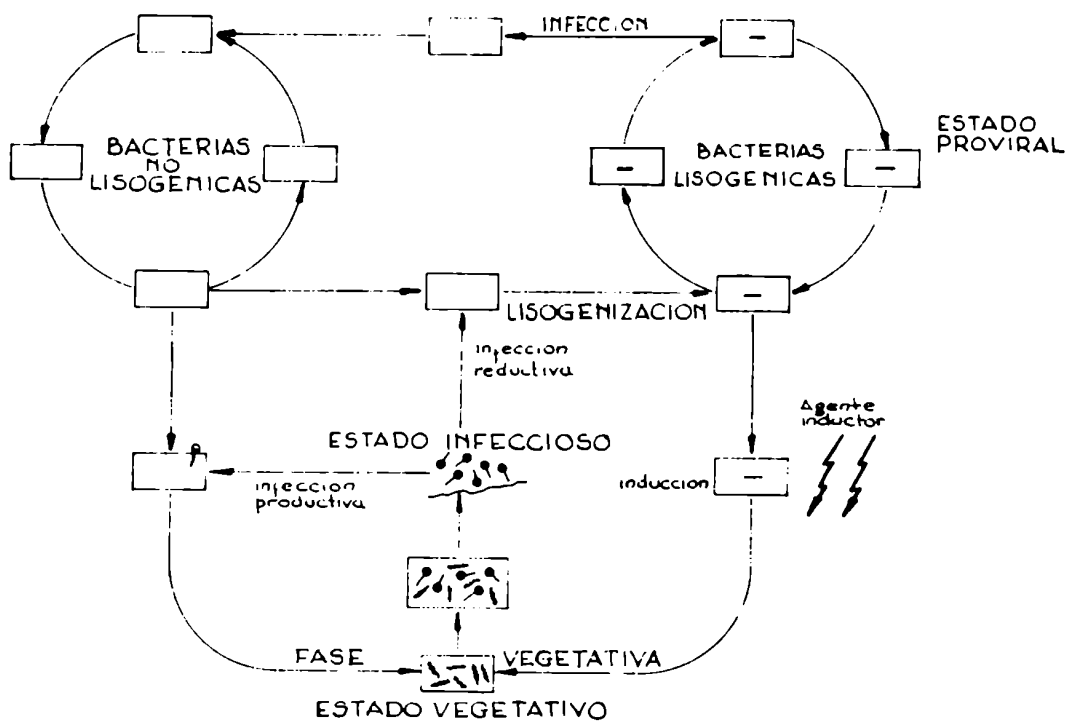 INFECCION
BACTERIAS
NO
LISOGENICAS
BACTERIAS
LISOGENICAS
ESTADO
PROVIRAL
LISOGENIZACION
infeccion
reductiva
Agente
inductor
ESTADO INFECCIOSO
infeccion
productiva
induccion
FASE
VEGETATIVA
ESTADO VEGETATIVO